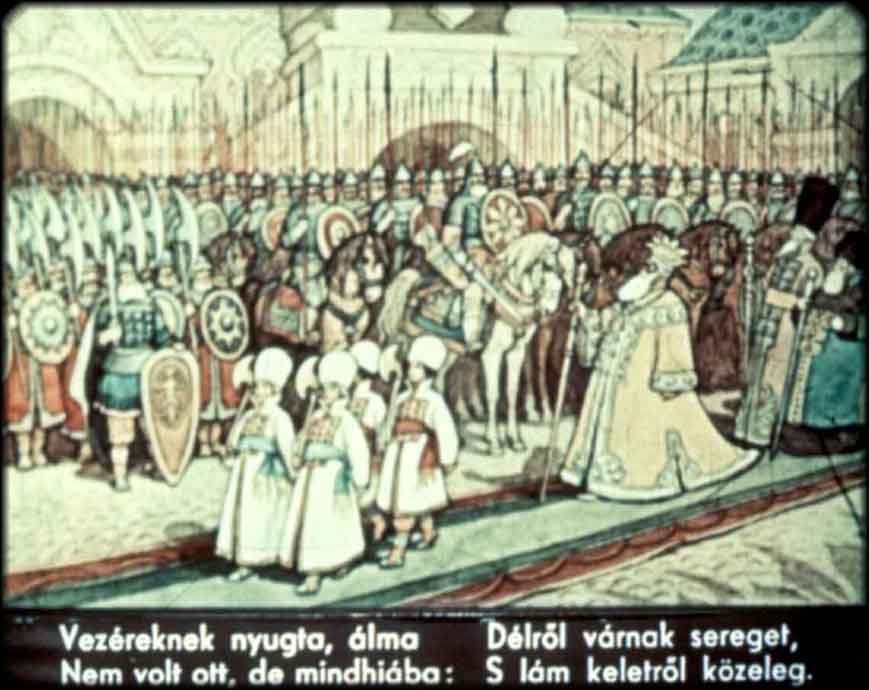 Vezéreknek nyugta, álma
Nem volt ott, de mindhiába:
Délről várnak sereget,
S lám keletről közeleg.